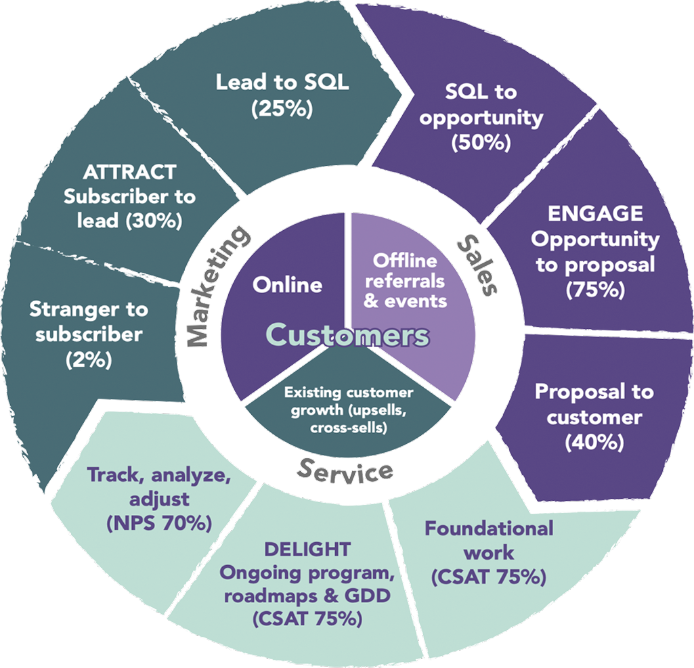 Lead to SQL
(25%)
SQL to
opportunity
(50%)
ATTRACT
Subscriber to
lead (30%)
ENGAGE
Opportunity
to proposal
(75%)
Marketing
Sales
Online
Offline
referrals
& events
Customers
Stranger to
subscriber
(2%)
Existing customer
growth (upsells,
cross-sells)
Proposal to
customer
(40%)
Service
Track, analyze,
adjust
(NPS 70%)
DELIGHT
Ongoing program,
roadmaps & GDD
(CSAT 75%)
Foundational
work
(CSAT 75%)